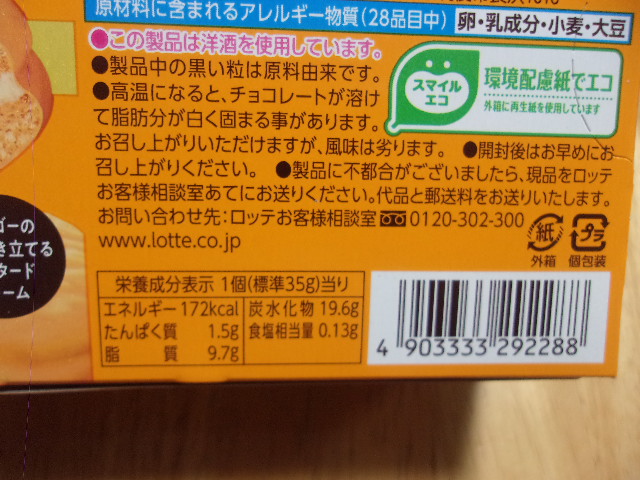 原材料に含まれるアレルギー物質(28品目中)
卵・乳成分・小麦・大豆
●この製品は洋酒を使用しています。
●製品中の黒い粒は原料由来です。
●高温になると、チョコレートが溶け
て脂肪分が白く固まる事があります。
お召し上がりいただけますが、風味は劣ります。 ●開封後はお早めにお
召し上がりください。 ●製品に不都合がございましたら、現品をロッテ
お客様相談室あてにお送りください。代品と郵送料をお送りいたします。
お問い合わせ先:ロッテお客様相談室 0120-302-300
www.lotte.co.jp
スマイル
エコ
環境配慮紙でエコ
外箱に再生紙を使用しています
紙
外箱
プラ
個包装
ゴーの
き立てる
タード
ーム
栄養成分表示 1個(標準35g)当り
エネルギー 172kcal 炭水化物 19.6g
たんぱく質 1.5g 食塩相当量 0.13g
脂質 9.7g
4 903333 292288